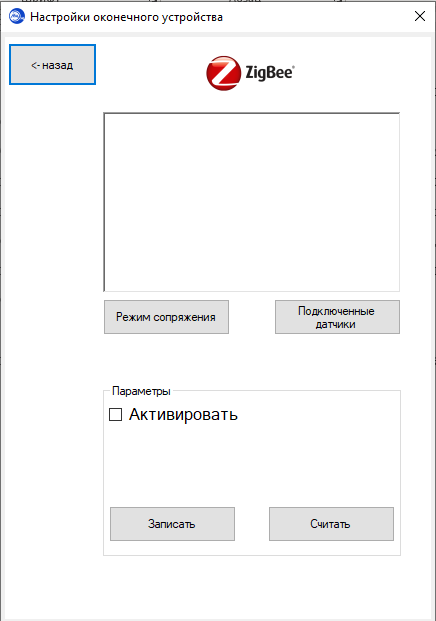 Настройки оконечного устройства
<- назад
ZigBee®
Режим сопряжения
Подключенные
датчики
Параметры
Активировать
Записать
Считать